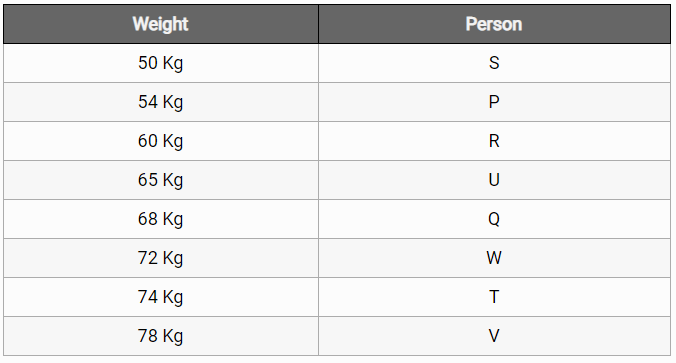 Weight Person
50 Kg S
54 Kg P
60 Kg R
65 Kg U
68 Kg Q
72 Kg W
74 Kg T
78 Kg V